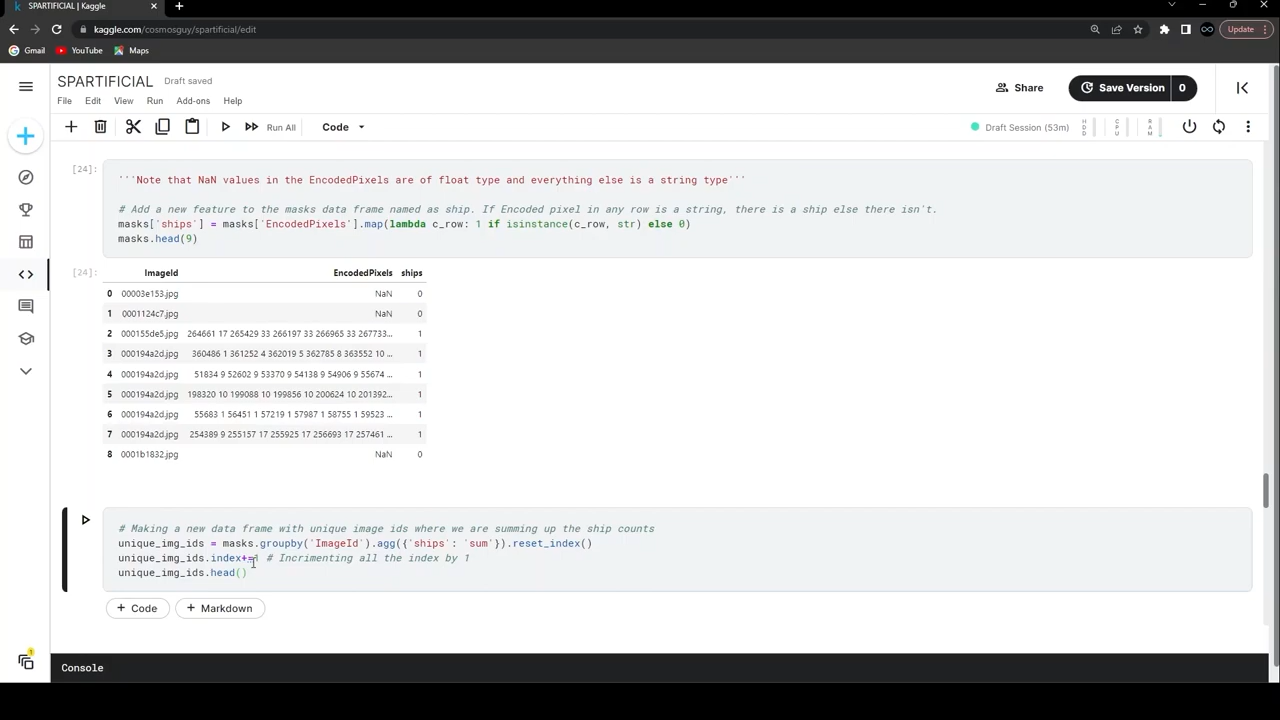 SPARTIFICIAL | Kaggle
kaggle.com/cosmosguy/spartificial/edit
Update
Gmail YouTube Maps
SPARTIFICIAL Draft saved
File Edit View Run Add-ons Help
Share
Save Version 0
Run All
Code
Draft Session (53m)
HDD
CPU
RAM
[24]:
'''Note that NaN values in the EncodedPixels are of float type and everything else is a string type'''
# Add a new feature to the masks data frame named as ship. If Encoded pixel in any row is a string, there is a ship else there isn't.
masks['ships'] = masks['EncodedPixels'].map(lambda c_row: 1 if isinstance(c_row, str) else 0)
masks.head(9)
[24]:
ImageId EncodedPixels ships
0 00003e153.jpg NaN 0
1 0001124c7.jpg NaN 0
2 000155de5.jpg 264661 17 265429 33 266197 33 266965 33 267733... 1
3 000194a2d.jpg 360486 1 361252 4 362019 5 362785 8 363552 10 ... 1
4 000194a2d.jpg 51834 9 52602 9 53370 9 54138 9 54906 9 55674 ... 1
5 000194a2d.jpg 198320 10 199088 10 199856 10 200624 10 201392... 1
6 000194a2d.jpg 55683 1 56451 1 57219 1 57987 1 58755 1 59523 ... 1
7 000194a2d.jpg 254389 9 255157 17 255925 17 256693 17 257461 ... 1
8 0001b1832.jpg NaN 0
# Making a new data frame with unique image ids where we are summing up the ship counts
unique_img_ids = masks.groupby('ImageId').agg({'ships': 'sum'}).reset_index()
unique_img_ids.index+=1 # Incrimenting all the index by 1
unique_img_ids.head()
+ Code + Markdown
1
Console